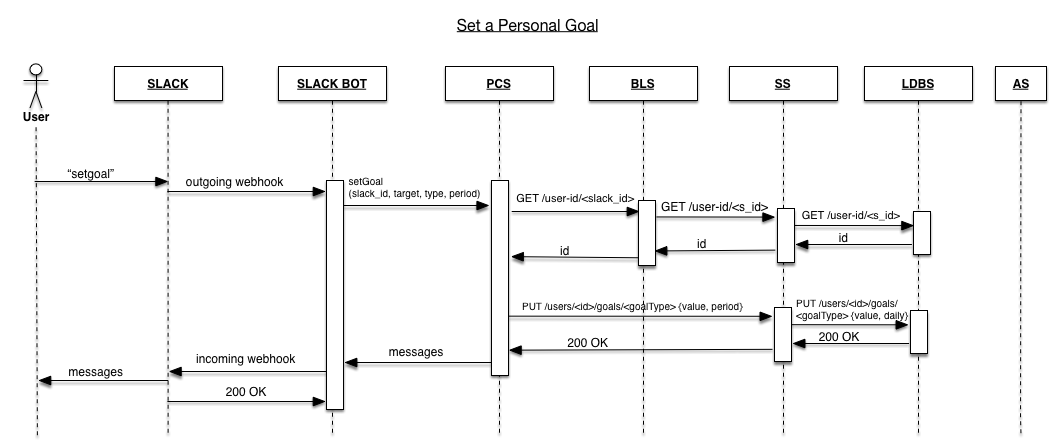 Set a Personal Goal
SLACK
SLACK BOT
PCS
BLS
SS
LDBS
AS
User
“setgoal”
outgoing webhook
setGoal
(slack_id, target, type, period)
GET /user-id/<slack_id>
GET /user-id/<s_id>
GET /user-id/<s_id>
id
id
id
PUT /users/<id>/goals/<goalType> {value, period}
PUT /users/<id>/goals/
<goalType> {value, daily}
200 OK
200 OK
messages
incoming webhook
messages
200 OK